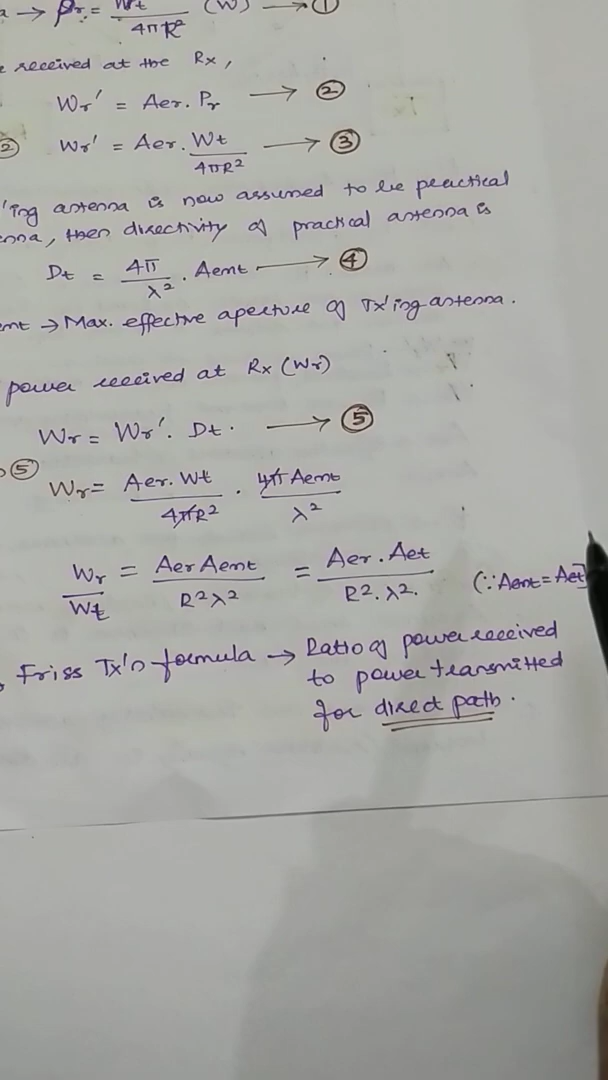 → Pr = Wt/4πR² (W) → ①
received at the Rx,
Wr' = Aer. Pr → ②
② Wr' = Aer. Wt/4πR² → ③
'ing antenna is now assumed to be practical
nna, then directivity of practical antenna is
Dt = 4π/λ² . Aemt → ④
mt → Max. effective aperture of Tx'ing antenna.
power received at Rx (Wr)
Wr = Wr'. Dt. → ⑤
⑤ Wr = Aer. Wt/4πR² . 4π Aemt/λ²
Wr/Wt = Aer Aemt/R²λ² = Aer. Aet/R². λ². (∵ Aemt = Aet]
Friss Tx'n formula → Ratio of power received
to power transmitted
for direct path.